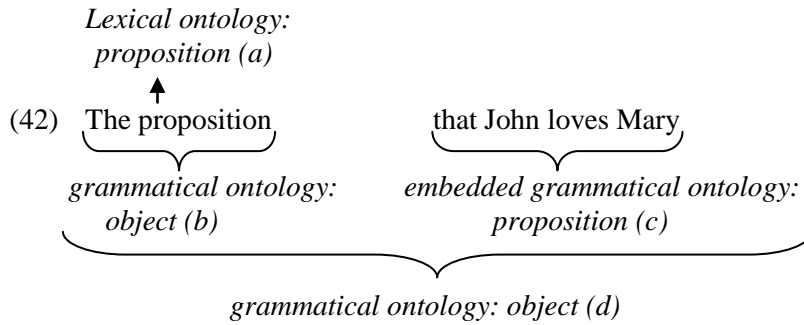 Lexical ontology:
proposition (a)
(42) The proposition that John loves Mary
grammatical ontology: embedded grammatical ontology:
object (b) proposition (c)
grammatical ontology: object (d)